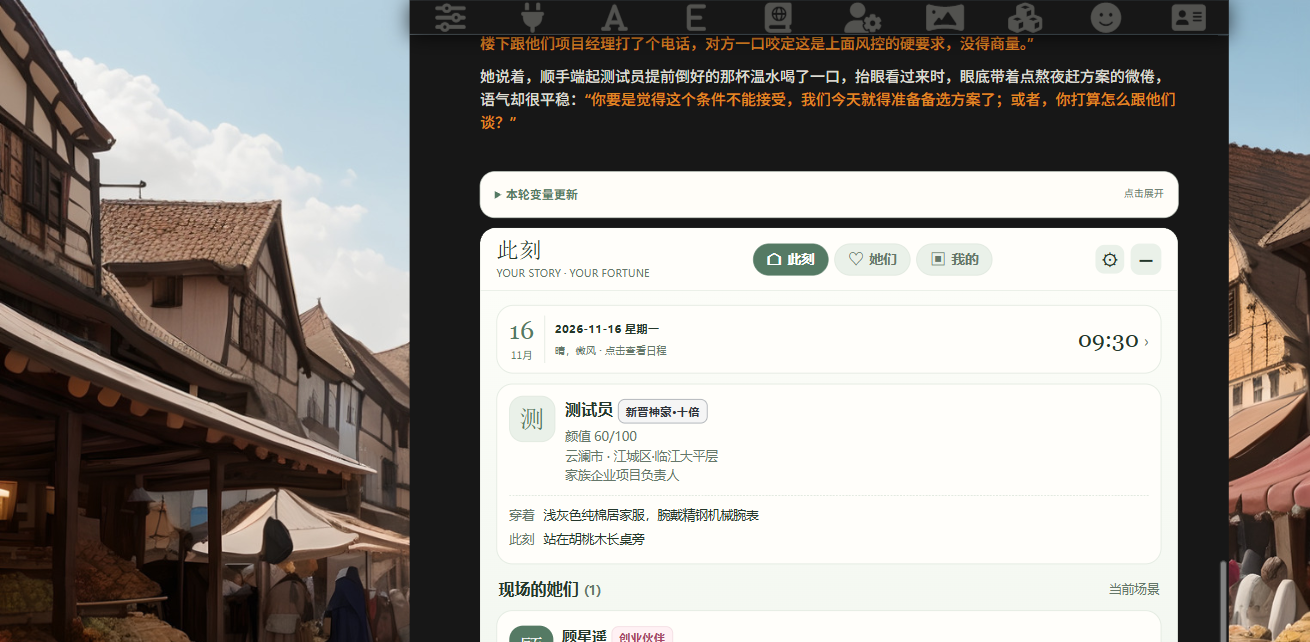 楼下跟他们项目经理打了个电话，对方一口咬定这是上面风控的硬要求，没得商量。”
她说着，顺手端起测试员提前倒好的那杯温水喝了一口，抬眼看过来时，眼底带着点熬夜赶方案的微倦，
语气却很平稳：“你要是觉得这个条件不能接受，我们今天就得准备备选方案了；或者，你打算怎么跟他们
谈？”
▶ 本轮变量更新 点击展开
此刻 此刻 她们 我的
YOUR STORY · YOUR FORTUNE
16 2026-11-16 星期一 09:30 ›
11月 晴，微风 · 点击查看日程
测 测试员 新晋神豪·十倍
颜值 60/100
云澜市 · 江城区·临江大平层
家族企业项目负责人
穿着 浅灰色纯棉居家服，腕戴精钢机械腕表
此刻 站在胡桃木长桌旁
现场的她们 (1) 当前场景
顾 顾星遥 创业伙伴